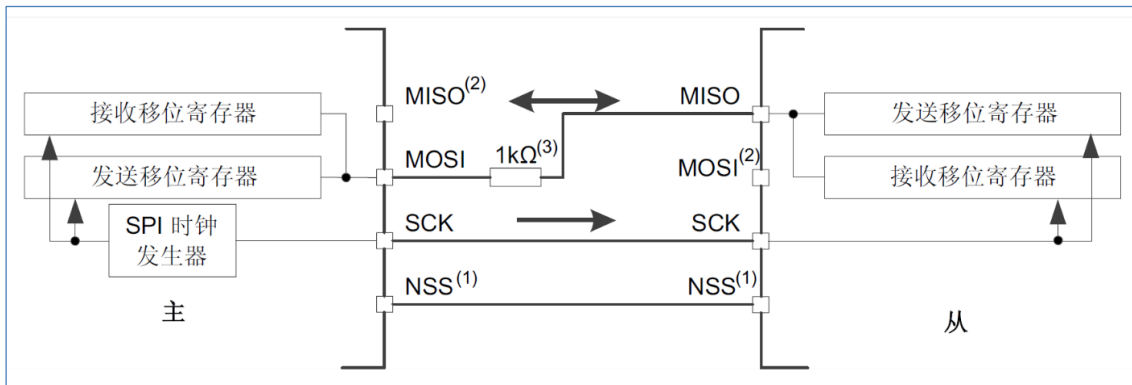 MISO(2)
MISO
接收移位寄存器
发送移位寄存器
MOSI
1kΩ(3)
MOSI(2)
发送移位寄存器
接收移位寄存器
SPI 时钟
发生器
SCK
SCK
NSS(1)
NSS(1)
主
从